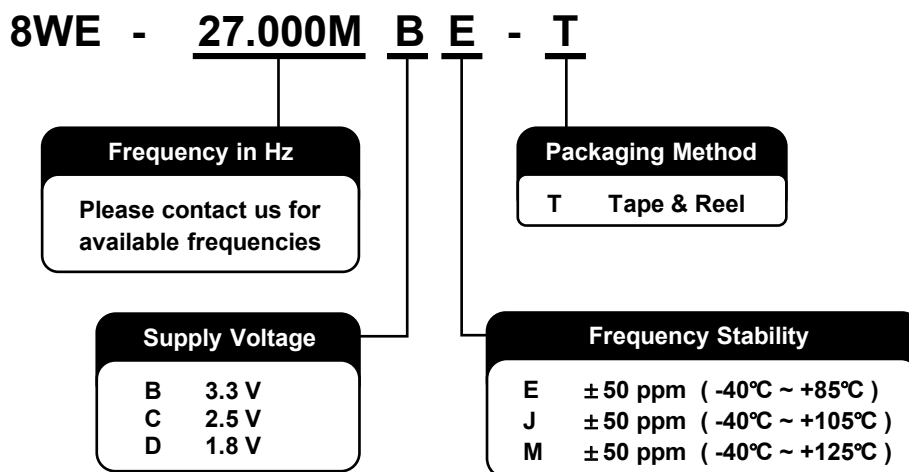 8WE - 27.000M B E - T
Frequency in Hz
Please contact us for
available frequencies
Packaging Method
T Tape & Reel
Supply Voltage
B 3.3 V
C 2.5 V
D 1.8 V
Frequency Stability
E ±50 ppm ( -40℃ ~ +85℃ )
J ±50 ppm ( -40℃ ~ +105℃ )
M ±50 ppm ( -40℃ ~ +125℃ )